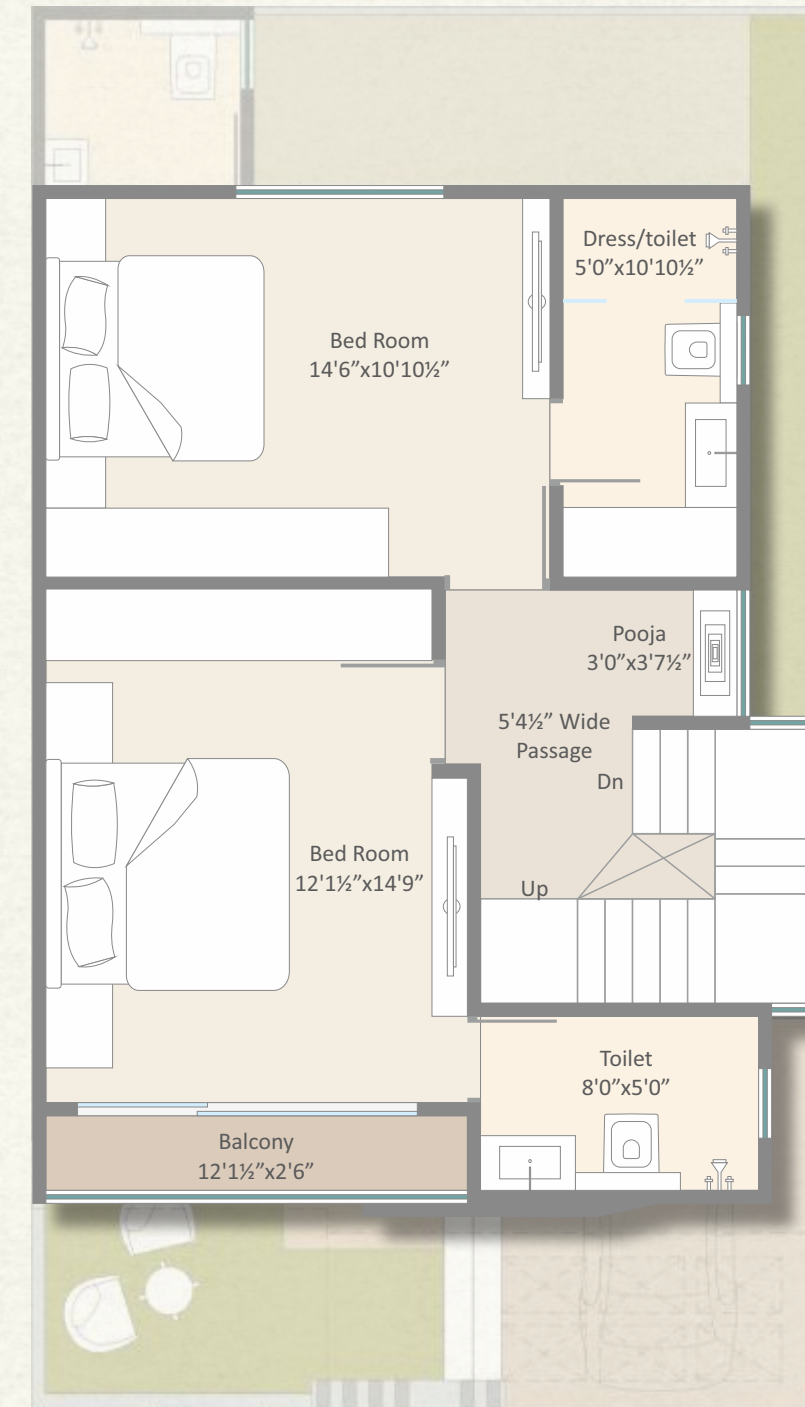 Dress/toilet
5'0”x10'10½”
Bed Room
14'6”x10'10½”
Pooja
3'0”x3'7½”
5'4½” Wide
Passage
Dn
Bed Room
12'1½”x14'9”
Up
Toilet
8'0”x5'0”
Balcony
12'1½”x2'6”